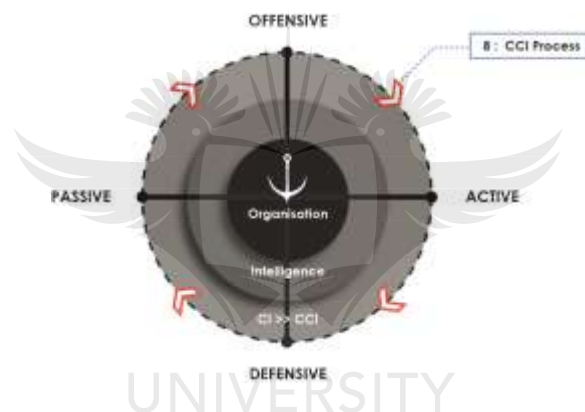 OFFENSIVE
8 : CCI Process
PASSIVE
ACTIVE
Organisation
Intelligence
CI >> CCI
DEFENSIVE
UNIVERSITY